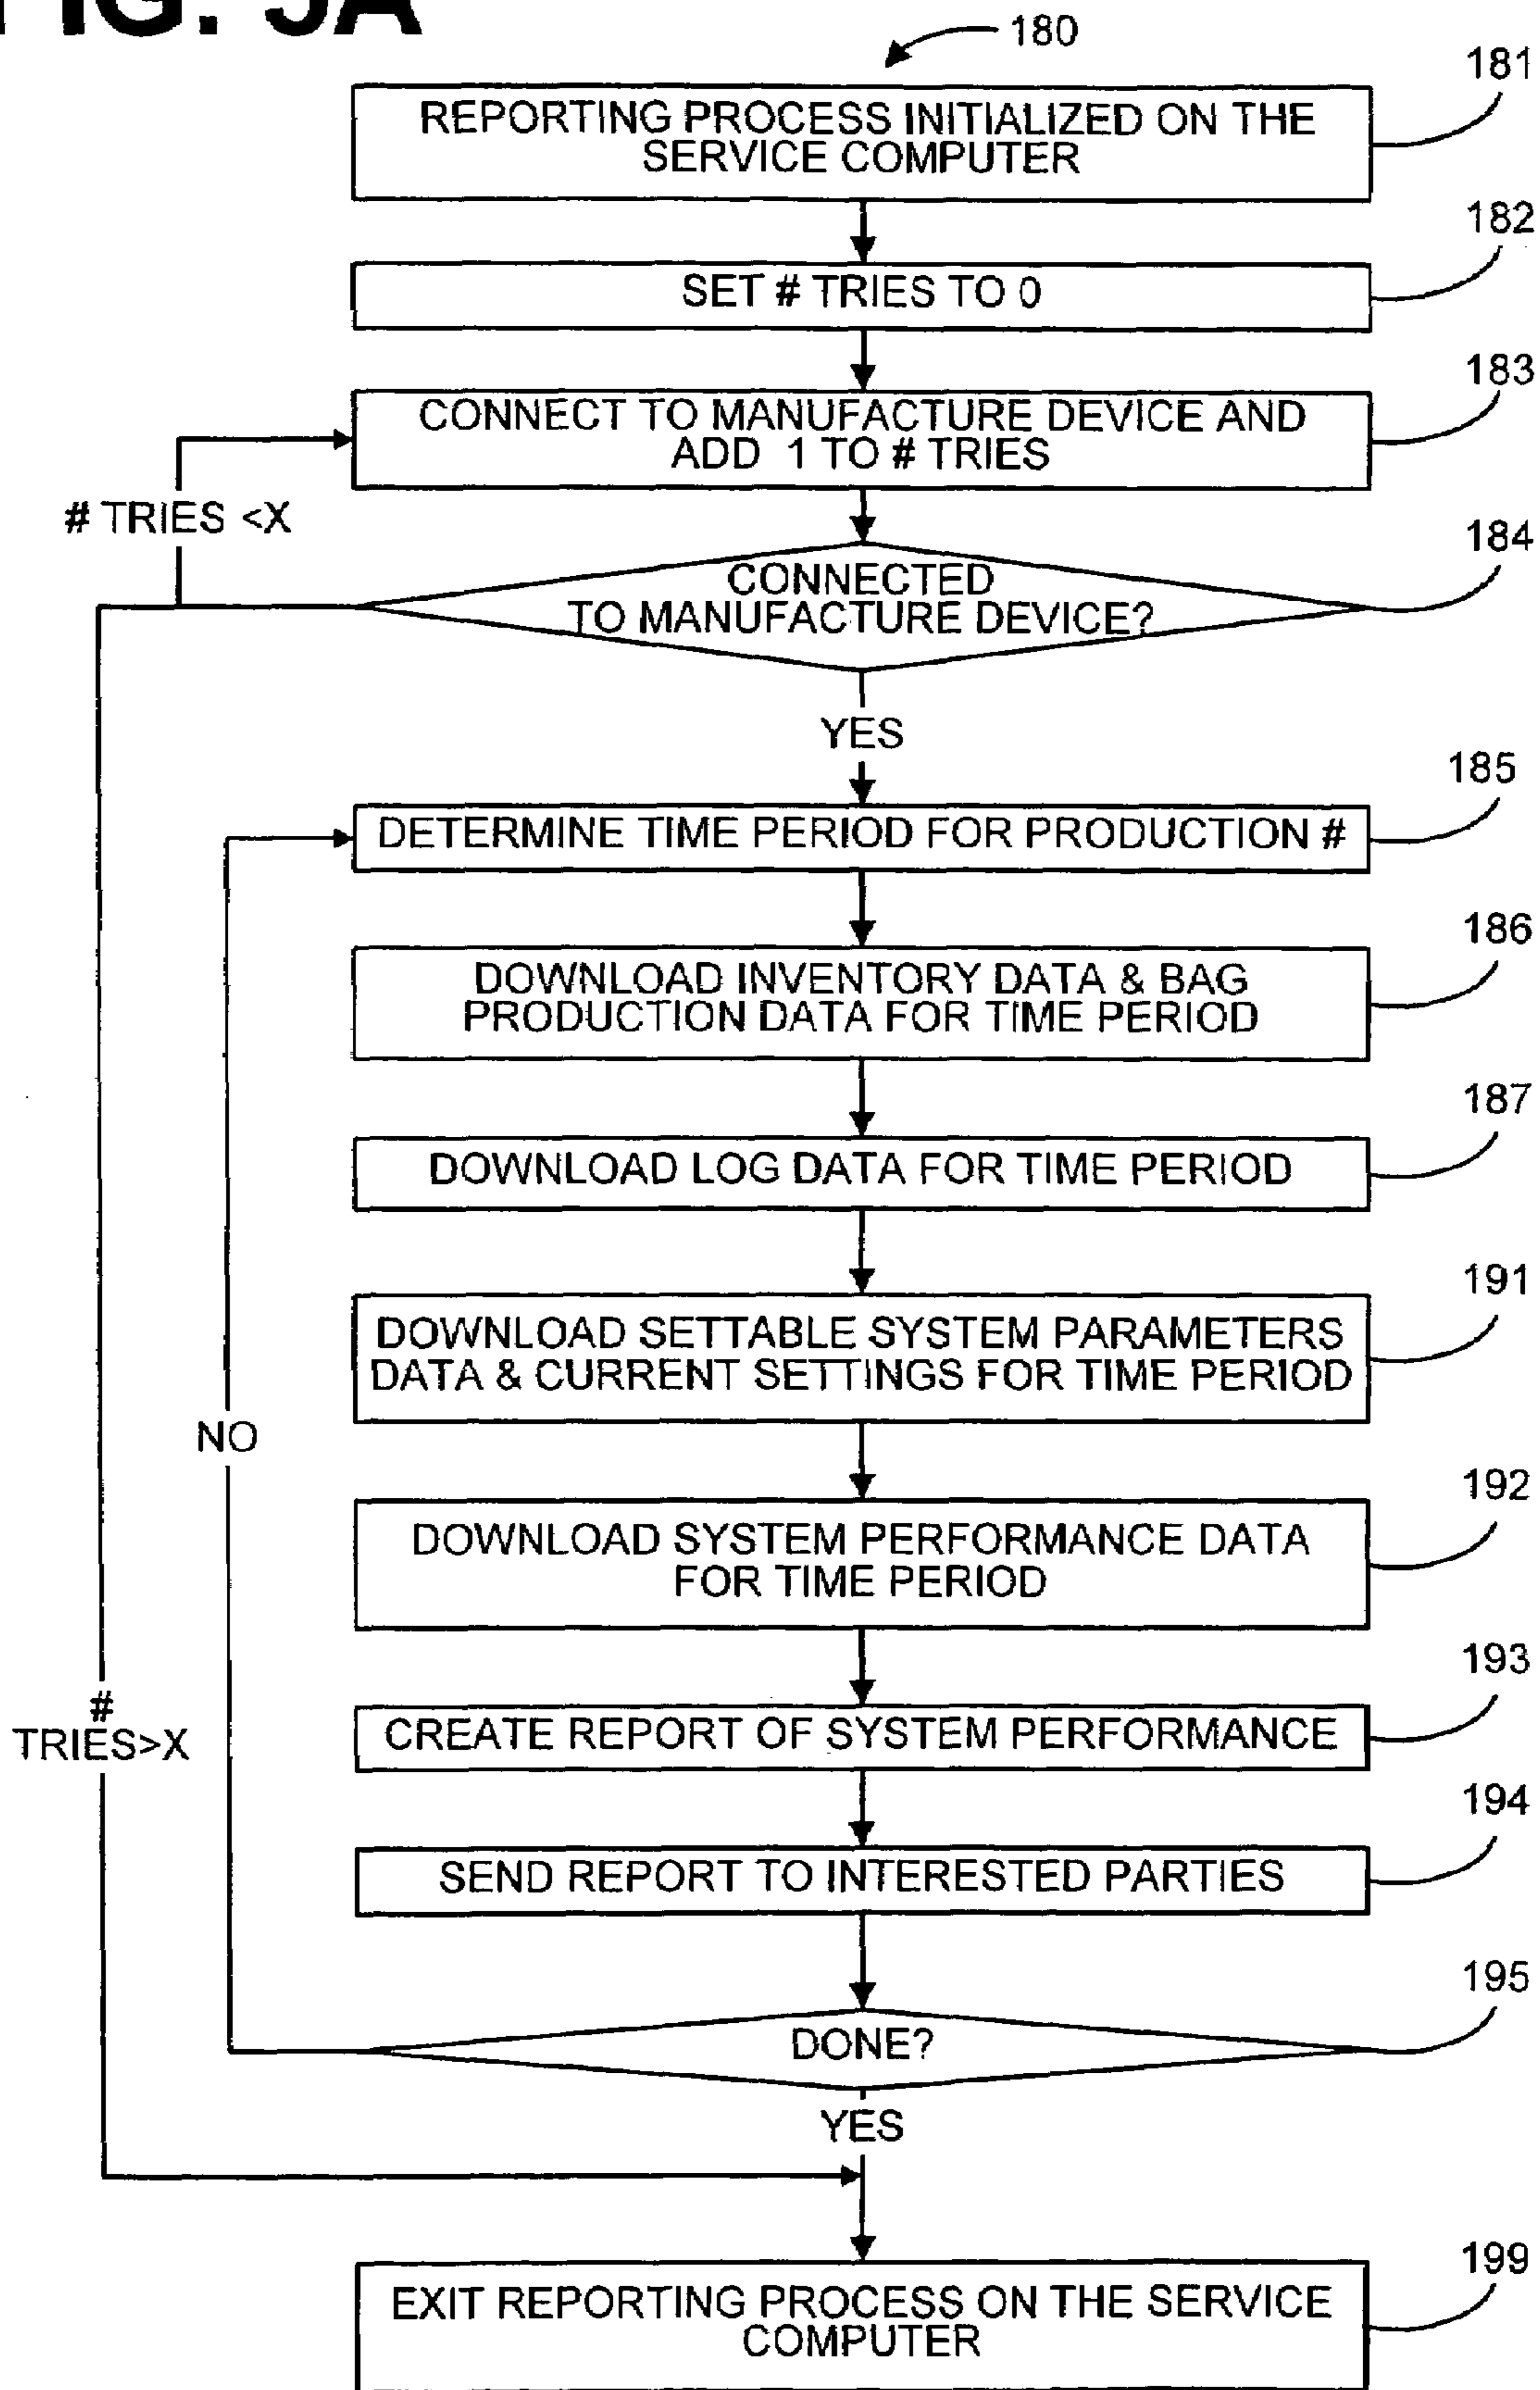 FIG. 5A
180
181
REPORTING PROCESS INITIALIZED ON THE
SERVICE COMPUTER
182
SET # TRIES TO 0
183
CONNECT TO MANUFACTURE DEVICE AND
ADD 1 TO # TRIES
# TRIES <X
184
CONNECTED
TO MANUFACTURE DEVICE?
YES
185
DETERMINE TIME PERIOD FOR PRODUCTION #
186
DOWNLOAD INVENTORY DATA & BAG
PRODUCTION DATA FOR TIME PERIOD
187
DOWNLOAD LOG DATA FOR TIME PERIOD
191
DOWNLOAD SETTABLE SYSTEM PARAMETERS
DATA & CURRENT SETTINGS FOR TIME PERIOD
NO
192
DOWNLOAD SYSTEM PERFORMANCE DATA
FOR TIME PERIOD
193
#
TRIES>X
CREATE REPORT OF SYSTEM PERFORMANCE
194
SEND REPORT TO INTERESTED PARTIES
195
DONE?
YES
199
EXIT REPORTING PROCESS ON THE SERVICE
COMPUTER